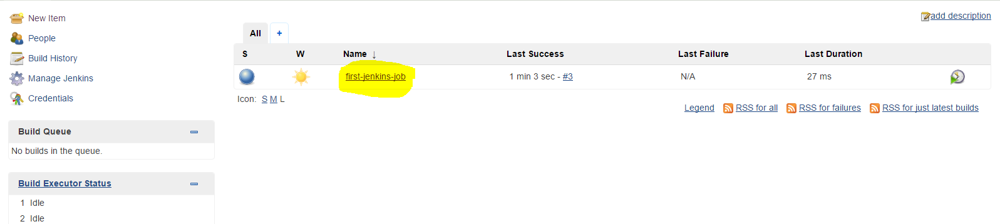 New Item
People
Build History
Manage Jenkins
Credentials
Build Queue
No builds in the queue.
Build Executor Status
1 Idle
2 Idle
add description
All +
S W Name ↓ Last Success Last Failure Last Duration
first-jenkins-job 1 min 3 sec - #3 N/A 27 ms
Icon: S M L
Legend RSS for all RSS for failures RSS for just latest builds